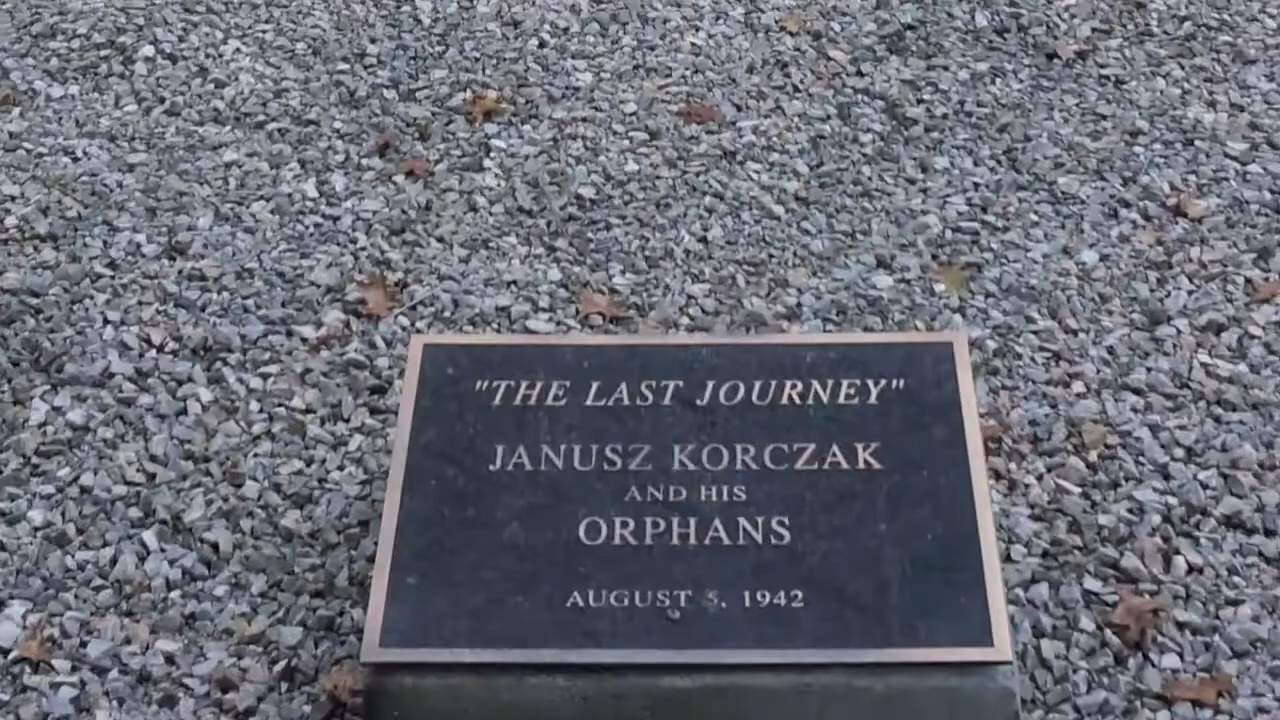 "THE LAST JOURNEY"
JANUSZ KORCZAK
AND HIS
ORPHANS
AUGUST 5, 1942